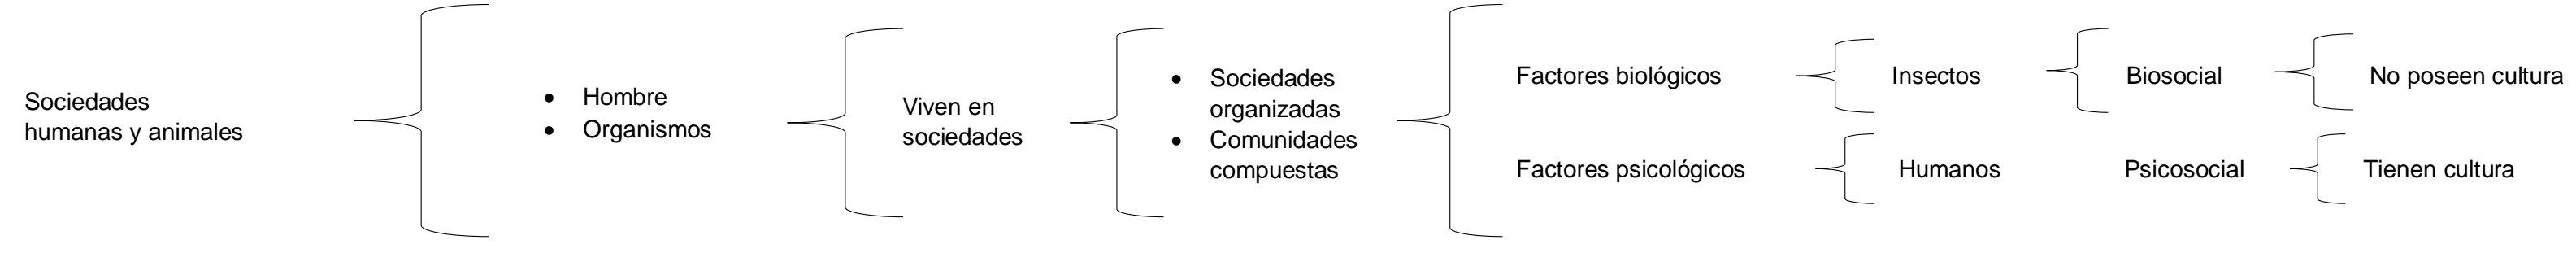 Sociedades
humanas y animales
• Hombre
• Organismos
Viven en
sociedades
• Sociedades
organizadas
• Comunidades
compuestas
Factores biológicos
Insectos
Biosocial
No poseen cultura
Factores psicológicos
Humanos
Psicosocial
Tienen cultura